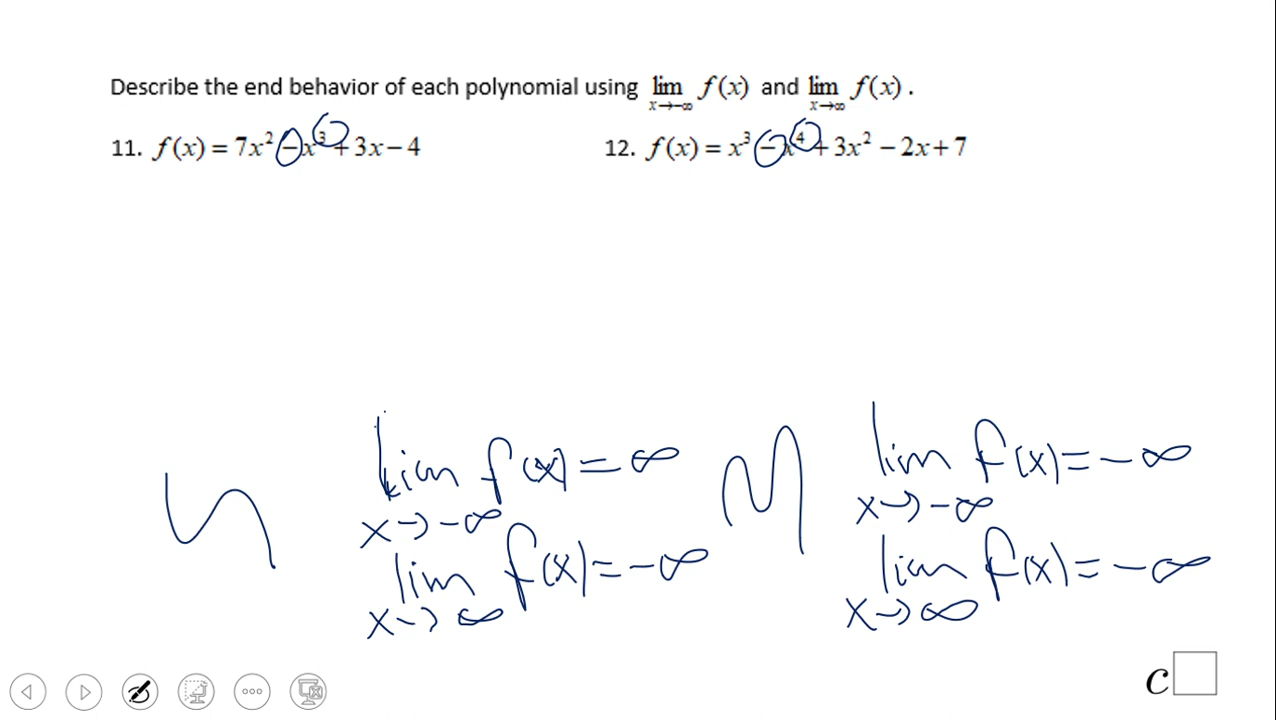 Describe the end behavior of each polynomial using lim x→-∞ f(x) and lim x→∞ f(x).
11. f(x) = 7x² − x³ + 3x − 4
12. f(x) = x³ − x⁴ + 3x² − 2x + 7
lim x→-∞ f(x) = ∞
lim x→∞ f(x) = -∞
lim x→-∞ f(x) = -∞
lim x→∞ f(x) = -∞
c